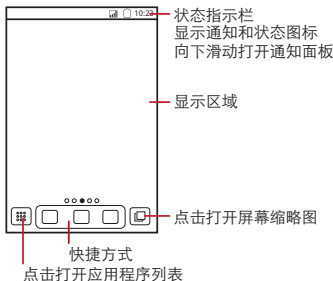 10:23
状态指示栏
显示通知和状态图标
向下滑动打开通知面板
显示区域
点击打开屏幕缩略图
快捷方式
点击打开应用程序列表